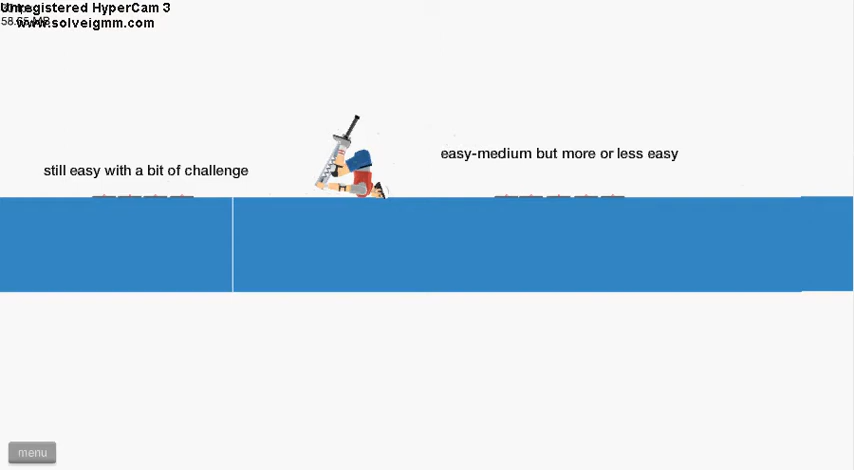 Unregistered HyperCam 3
www.solveigmm.com
still easy with a bit of challenge
easy-medium but more or less easy
menu